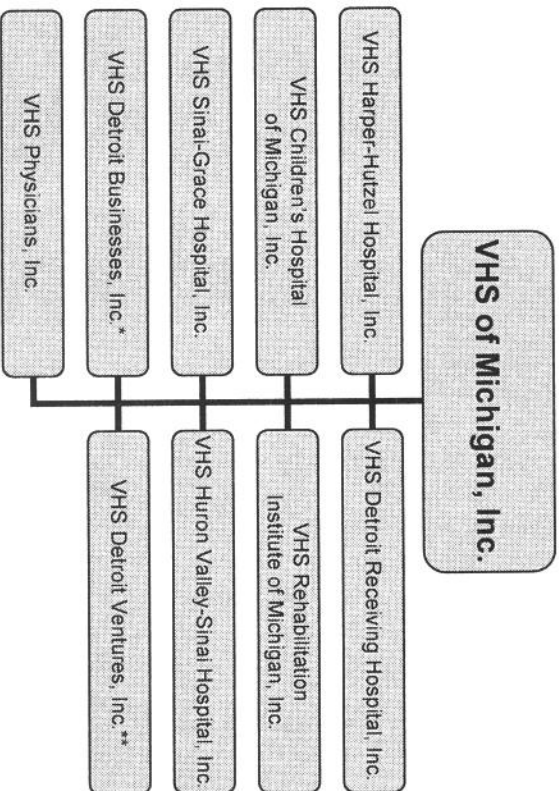 VHS of Michigan, Inc.
VHS Harper-Hutzel Hospital, Inc.
VHS Detroit Receiving Hospital, Inc.
VHS Children's Hospital
of Michigan, Inc.
VHS Rehabilitation
Institute of Michigan, Inc.
VHS Sinai-Grace Hospital, Inc.
VHS Huron Valley-Sinai Hospital, Inc.
VHS Detroit Businesses, Inc.*
VHS Detroit Ventures, Inc.**
VHS Physicians, Inc.